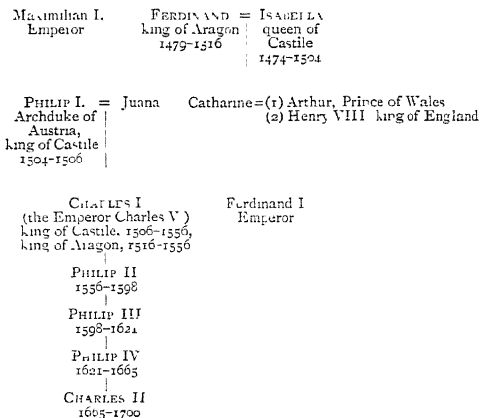 Maximilian I. FERDINAND = ISABELLA
Emperor king of Aragon queen of
1479-1516 Castile
1474-1504
PHILIP I. = Juana Catharine=(1) Arthur, Prince of Wales
Archduke of (2) Henry VIII king of England
Austria,
king of Castile
1504-1506
CHARLES I Ferdinand I
(the Emperor Charles V) Emperor
king of Castile, 1506-1556,
king of Aragon, 1516-1556
PHILIP II
1556-1598
PHILIP III
1598-1621
PHILIP IV
1621-1665
CHARLES II
1665-1700